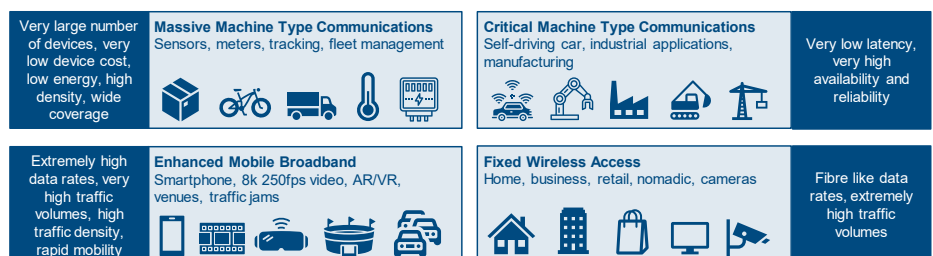 Very large number
of devices, very
low device cost,
low energy, high
density, wide
coverage
Massive Machine Type Communications
Sensors, meters, tracking, fleet management
Critical Machine Type Communications
Self-driving car, industrial applications,
manufacturing
Very low latency,
very high
availability and
reliability
Extremely high
data rates, very
high traffic
volumes, high
traffic density,
rapid mobility
Enhanced Mobile Broadband
Smartphone, 8k 250fps video, AR/VR,
venues, traffic jams
Fixed Wireless Access
Home, business, retail, nomadic, cameras
Fibre like data
rates, extremely
high traffic
volumes